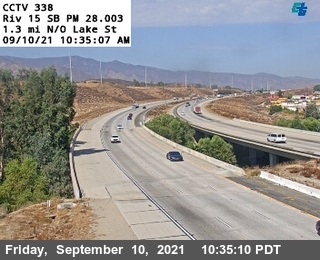 CCTV 338
Riv 15 SB PM 28.003
1.3 mi N/O Lake St
09/10/21 10:35:07 AM
Friday, September 10, 2021 10:35:10 PDT